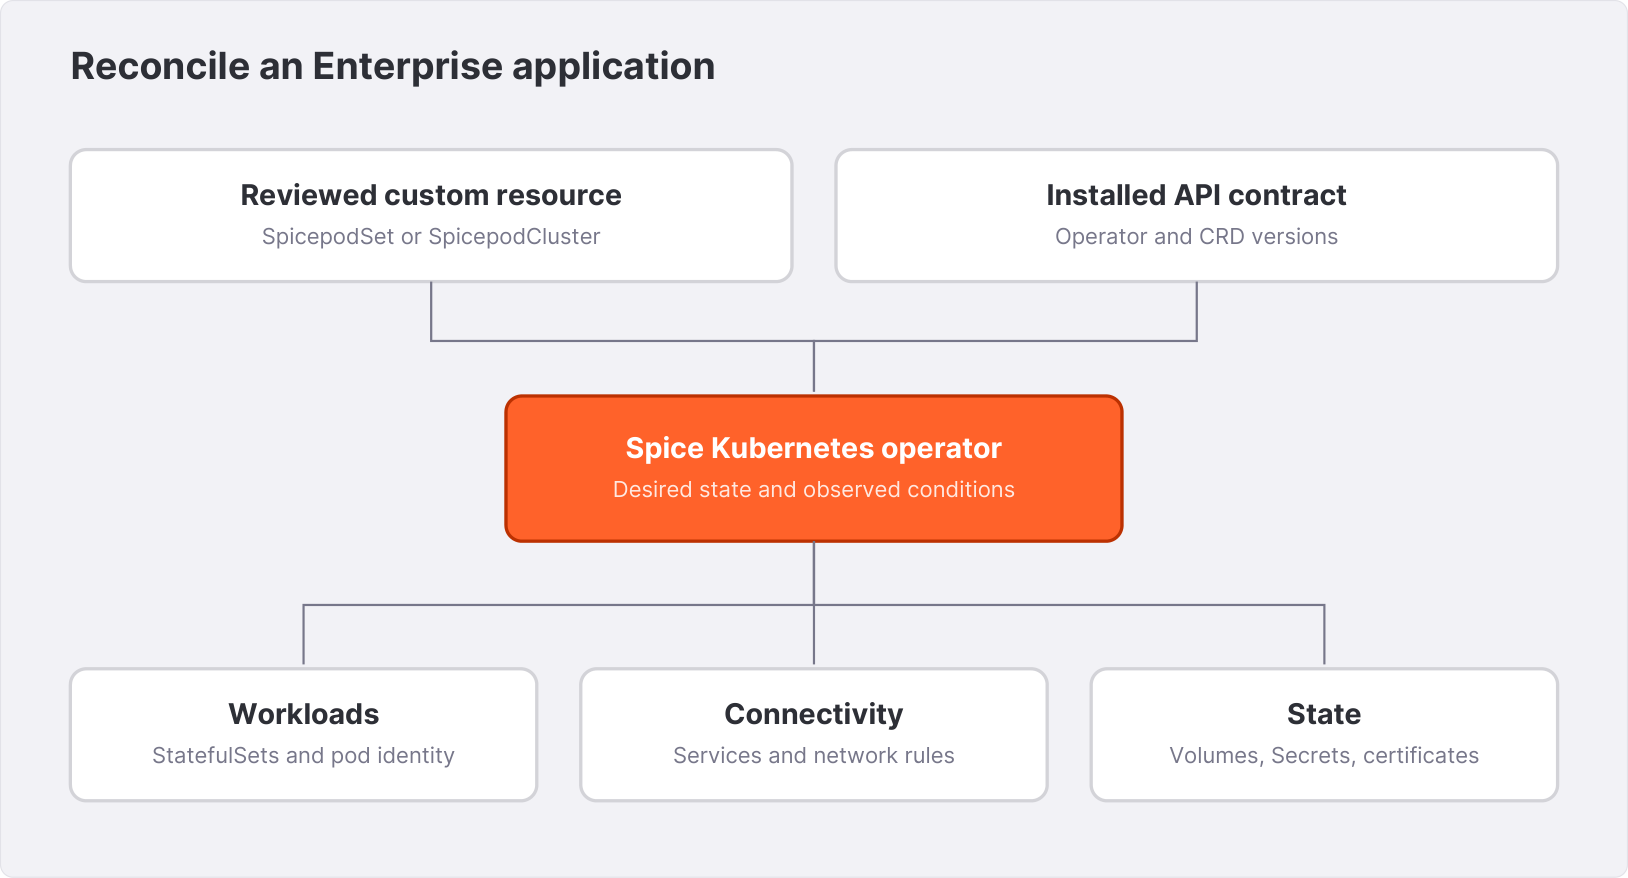 Reconcile an Enterprise application
Reviewed custom resource
SpicepodSet or SpicepodCluster
Installed API contract
Operator and CRD versions
Spice Kubernetes operator
Desired state and observed conditions
Workloads
StatefulSets and pod identity
Connectivity
Services and network rules
State
Volumes, Secrets, certificates